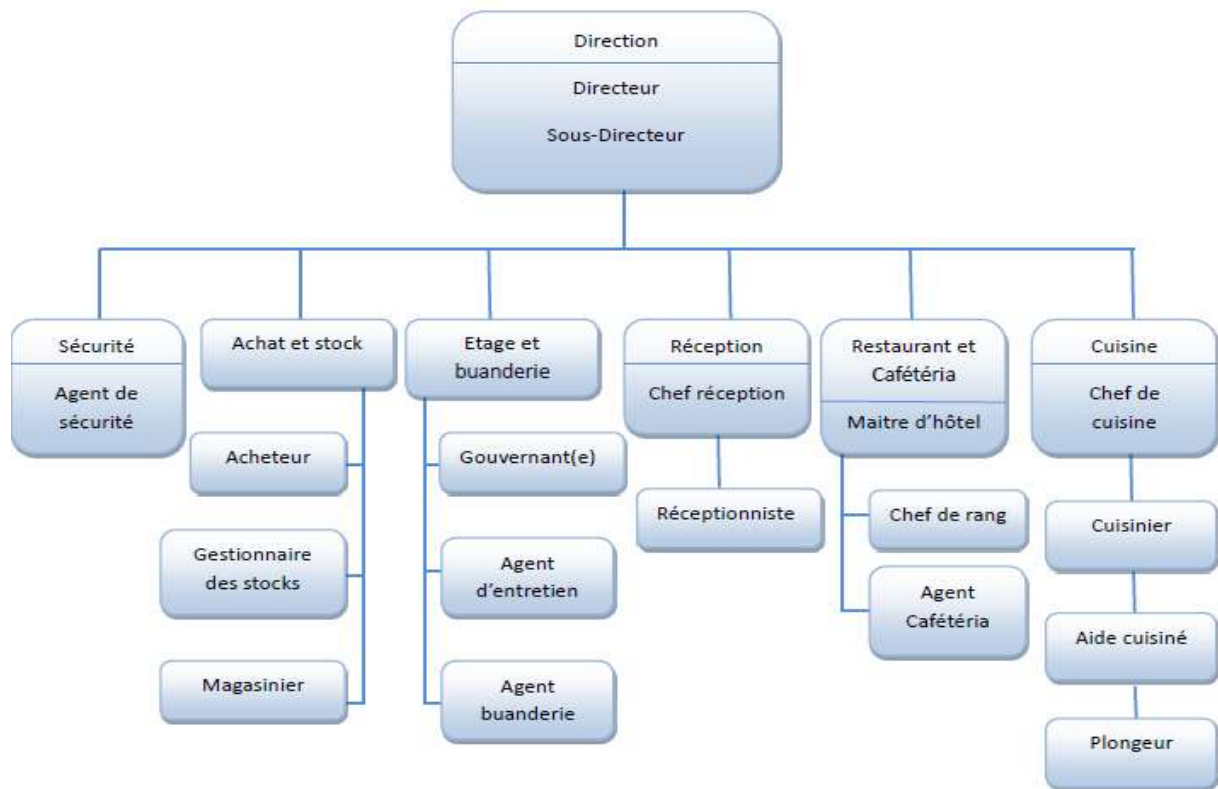 Direction
Directeur
Sous-Directeur
Sécurité
Agent de
sécurité
Achat et stock
Acheteur
Gestionnaire
des stocks
Magasinier
Etage et
buanderie
Gouvernant(e)
Agent
d'entretien
Agent
buanderie
Réception
Chef réception
Réceptionniste
Restaurant et
Cafétéria
Maitre d'hôtel
Chef de rang
Agent
Cafétéria
Cuisine
Chef de
cuisine
Cuisinier
Aide cuisiné
Plongeur